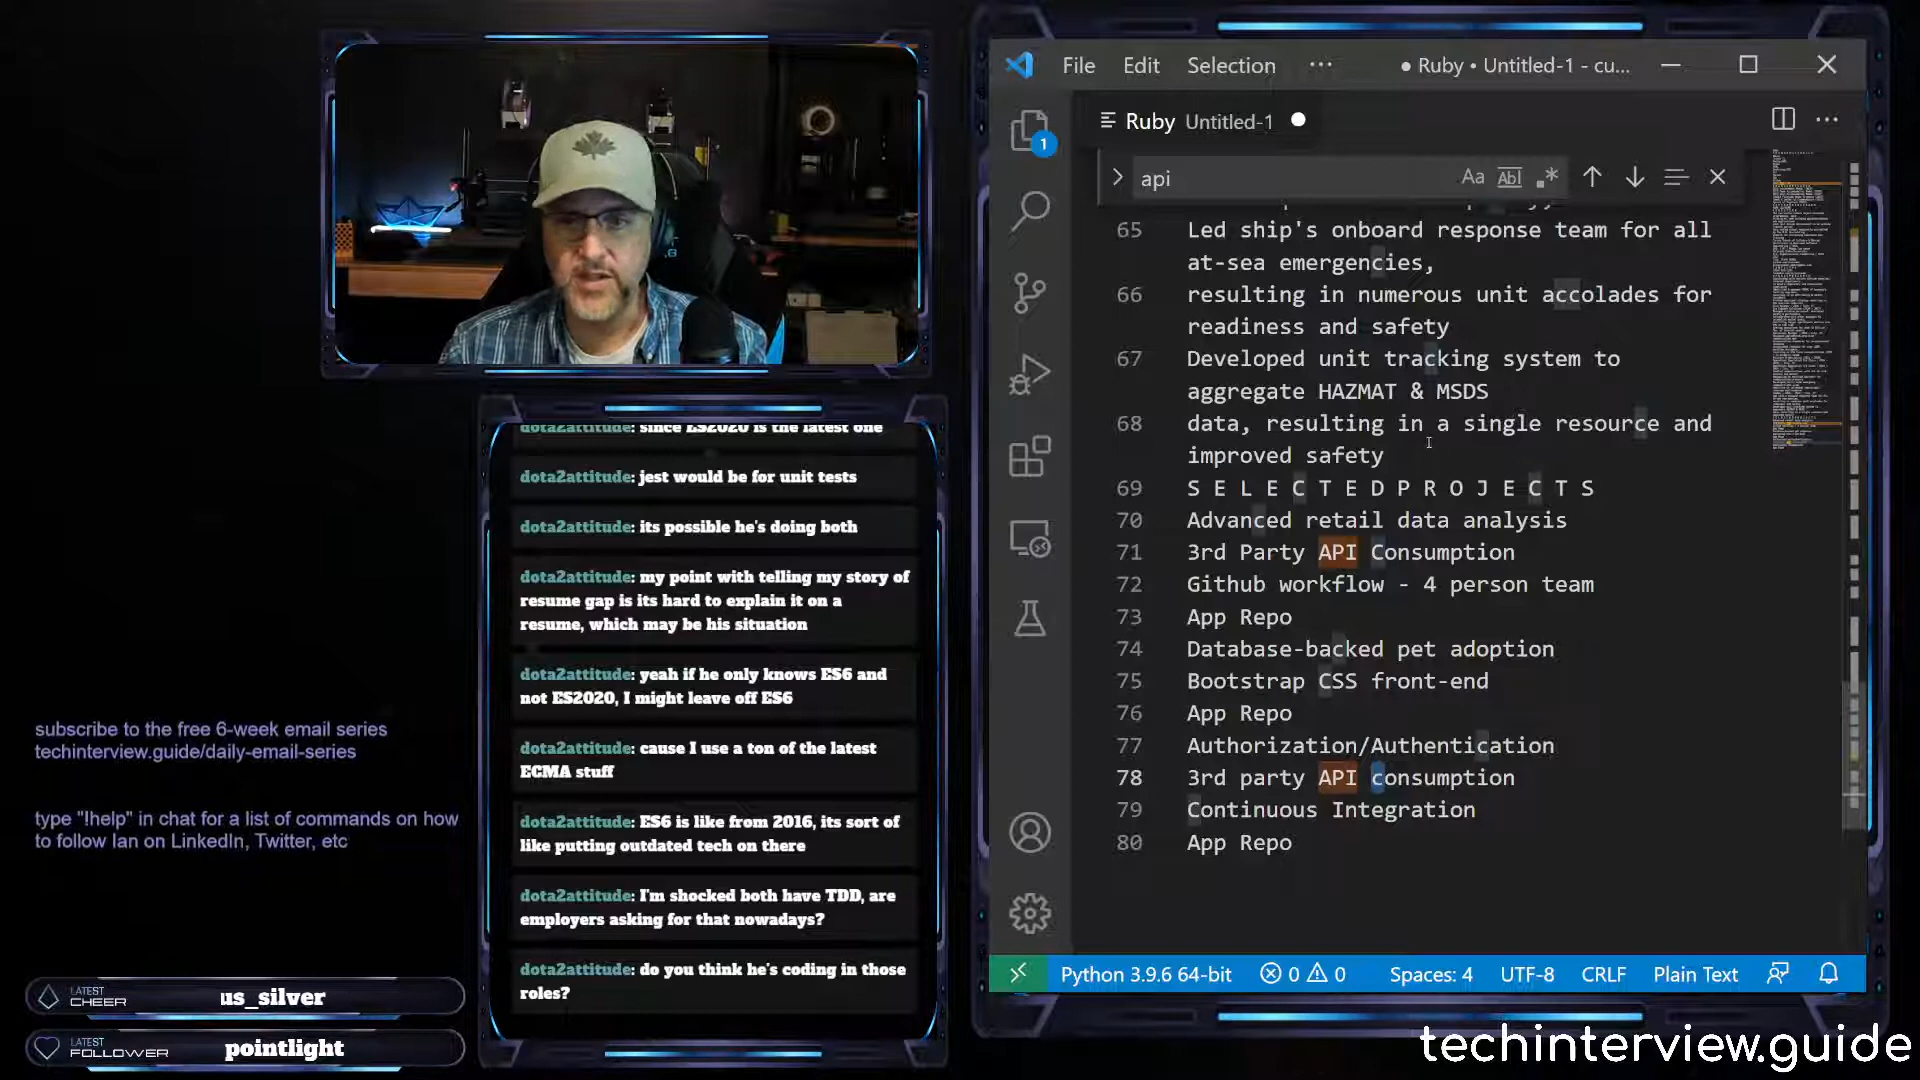 File Edit Selection ··· ● Ruby • Untitled-1 - cu...
Ruby Untitled-1
1
api
Aa Abl .*
65 Led ship's onboard response team for all
at-sea emergencies,
66 resulting in numerous unit accolades for
readiness and safety
67 Developed unit tracking system to
aggregate HAZMAT & MSDS
68 data, resulting in a single resource and
improved safety
69 S E L E C T E D P R O J E C T S
70 Advanced retail data analysis
71 3rd Party API Consumption
72 Github workflow - 4 person team
73 App Repo
74 Database-backed pet adoption
75 Bootstrap CSS front-end
76 App Repo
77 Authorization/Authentication
78 3rd party API consumption
79 Continuous Integration
80 App Repo
Python 3.9.6 64-bit 0 0 Spaces: 4 UTF-8 CRLF Plain Text
dota2attitude: since ES2020 is the latest one
dota2attitude: jest would be for unit tests
dota2attitude: its possible he's doing both
dota2attitude: my point with telling my story of
resume gap is its hard to explain it on a
resume, which may be his situation
dota2attitude: yeah if he only knows ES6 and
not ES2020, I might leave off ES6
dota2attitude: cause I use a ton of the latest
ECMA stuff
dota2attitude: ES6 is like from 2016, its sort of
like putting outdated tech on there
dota2attitude: I'm shocked both have TDD, are
employers asking for that nowadays?
dota2attitude: do you think he's coding in those
roles?
subscribe to the free 6-week email series
techinterview.guide/daily-email-series
type "!help" in chat for a list of commands on how
to follow Ian on LinkedIn, Twitter, etc
LATEST
CHEER
us_silver
LATEST
FOLLOWER
pointlight
techinterview.guide